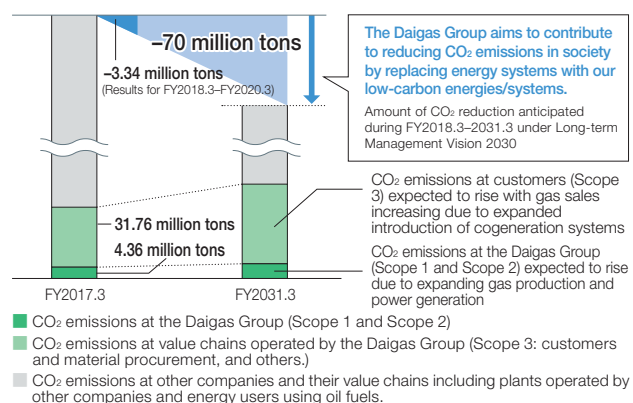 –70 million tons
–3.34 million tons
(Results for FY2018.3–FY2020.3)
The Daigas Group aims to contribute
to reducing CO2 emissions in society
by replacing energy systems with our
low-carbon energies/systems.
Amount of CO2 reduction anticipated
during FY2018.3–2031.3 under Long-term
Management Vision 2030
31.76 million tons
4.36 million tons
CO2 emissions at customers (Scope
3) expected to rise with gas sales
increasing due to expanded
introduction of cogeneration systems
CO2 emissions at the Daigas Group
(Scope 1 and Scope 2) expected to rise
due to expanding gas production and
power generation
FY2017.3
FY2031.3
CO2 emissions at the Daigas Group (Scope 1 and Scope 2)
CO2 emissions at value chains operated by the Daigas Group (Scope 3: customers
and material procurement, and others.)
CO2 emissions at other companies and their value chains including plants operated by
other companies and energy users using oil fuels.